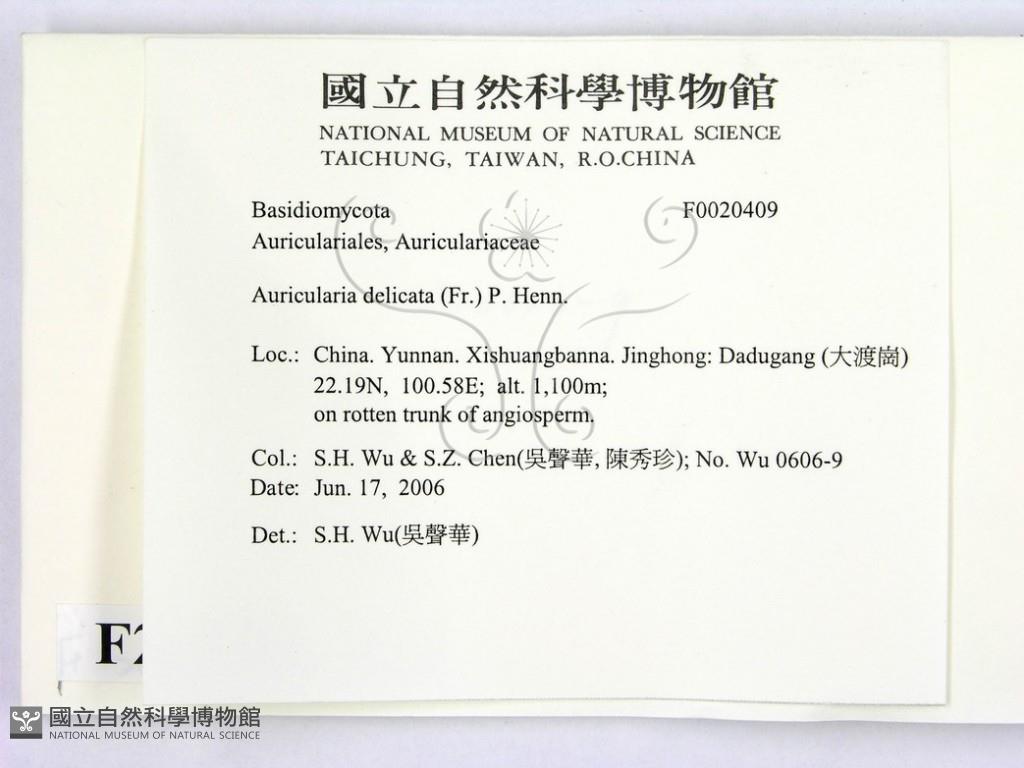 國立自然科學博物館
NATIONAL MUSEUM OF NATURAL SCIENCE
TAICHUNG, TAIWAN, R.O.CHINA
Basidiomycota F0020409
Auriculariales, Auriculariaceae
Auricularia delicata (Fr.) P. Henn.
Loc.: China. Yunnan. Xishuangbanna. Jinghong: Dadugang (大渡崗)
22.19N, 100.58E; alt. 1,100m;
on rotten trunk of angiosperm.
Col.: S.H. Wu & S.Z. Chen(吳聲華, 陳秀珍); No. Wu 0606-9
Date: Jun. 17, 2006
Det.: S.H. Wu(吳聲華)
F2
國立自然科學博物館
NATIONAL MUSEUM OF NATURAL SCIENCE